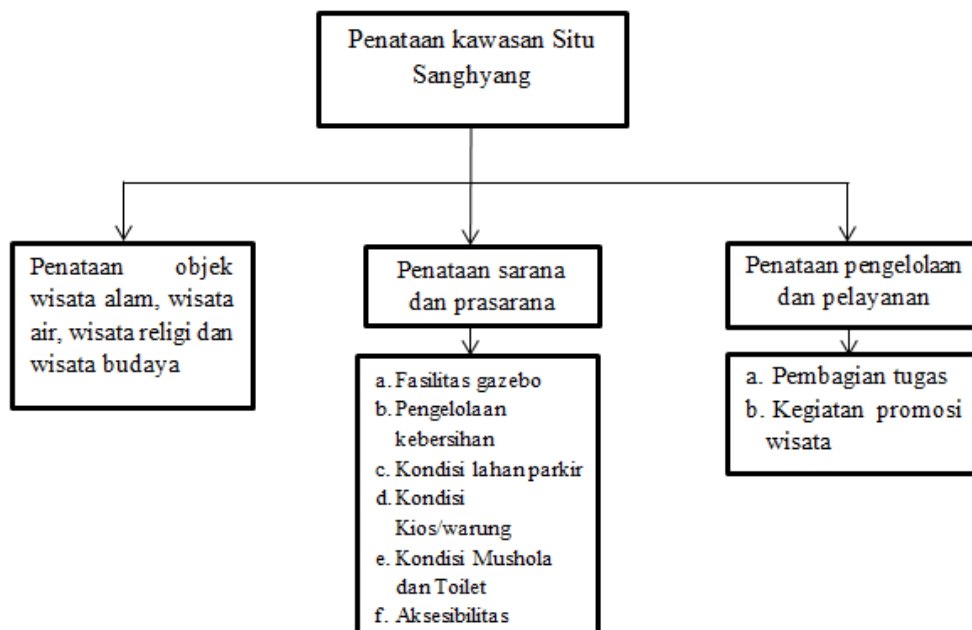 Penataan kawasan Situ
Sanghyang
Penataan objek
wisata alam, wisata
air, wisata religi dan
wisata budaya
Penataan sarana
dan prasarana
a. Fasilitas gazebo
b. Pengelolaan
kebersihan
c. Kondisi lahan parkir
d. Kondisi
Kios/warung
e. Kondisi Mushola
dan Toilet
f. Aksesibilitas
Penataan pengelolaan
dan pelayanan
a. Pembagian tugas
b. Kegiatan promosi
wisata